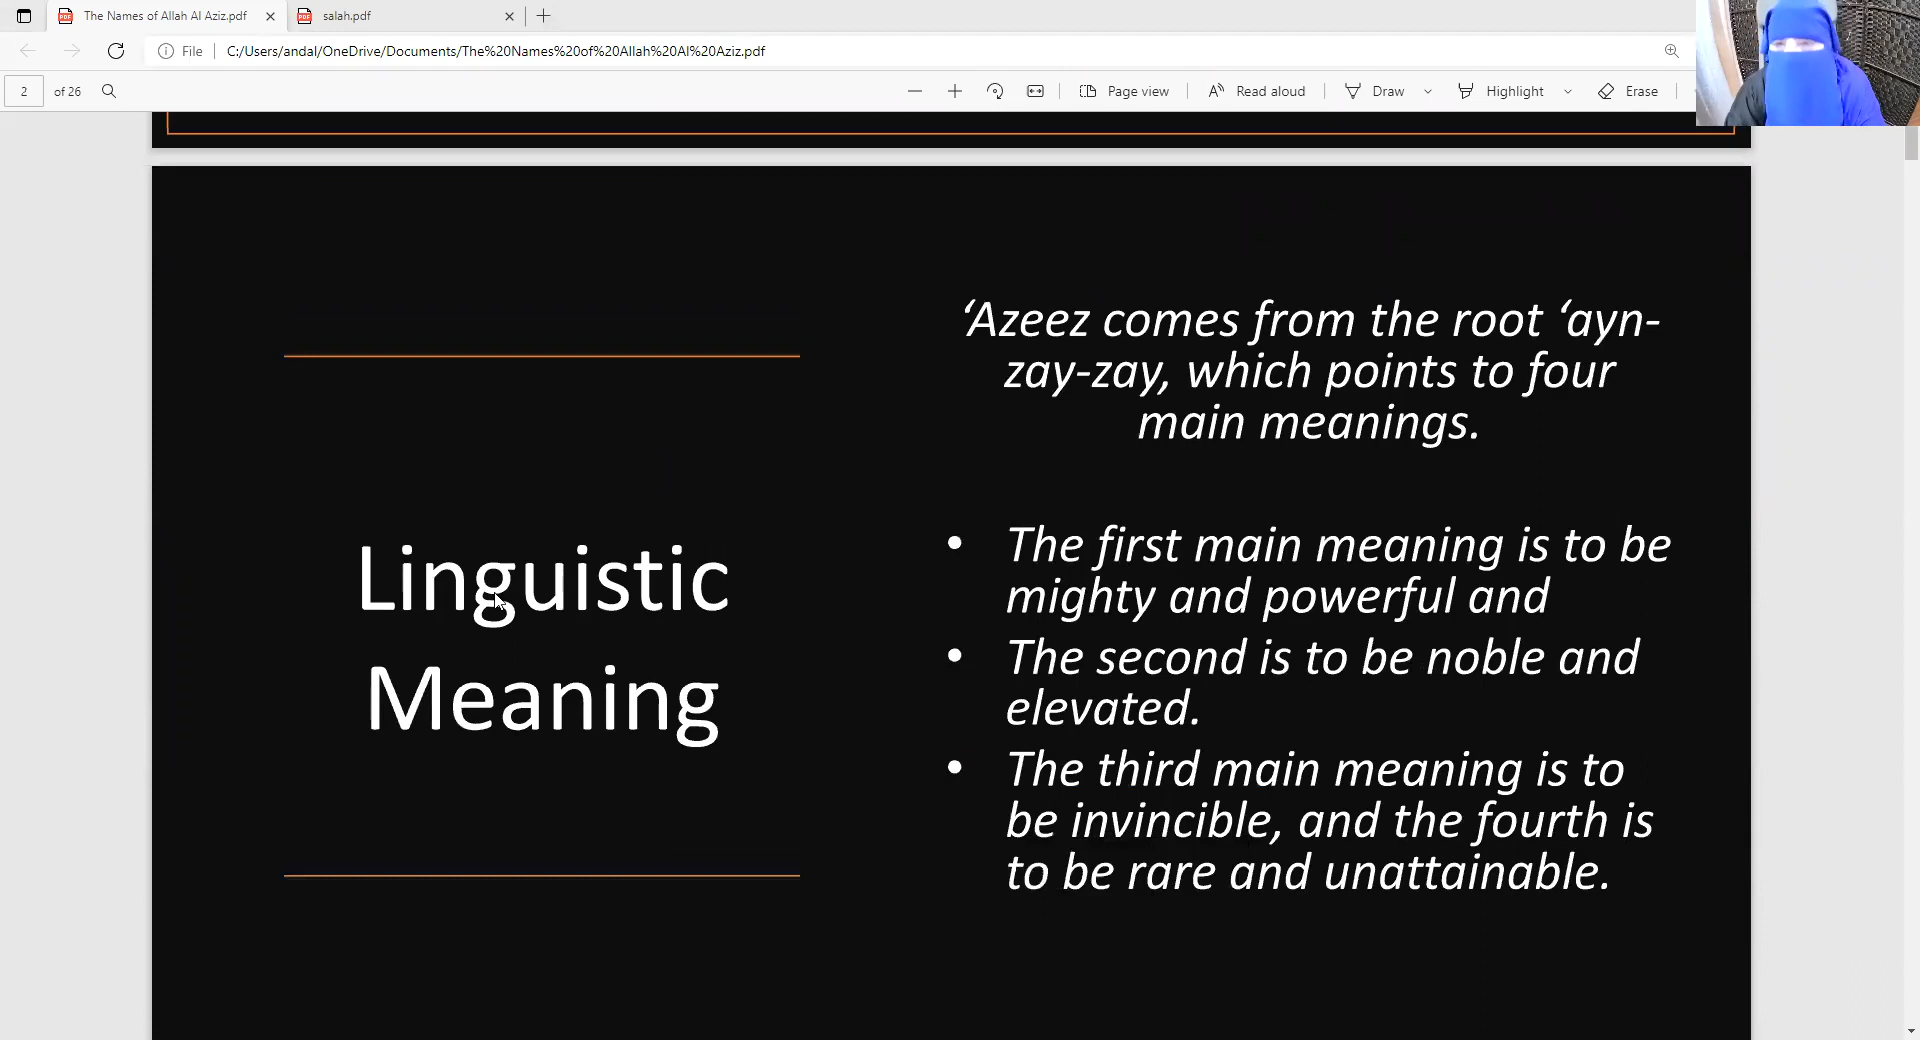 The Names of Allah Al Aziz.pdf
salah.pdf
File
C:/Users/andal/OneDrive/Documents/The%20Names%20of%20Allah%20Al%20Aziz.pdf
2 of 26
Page view
Read aloud
Draw
Highlight
Erase
Linguistic
Meaning
‘Azeez comes from the root ‘ayn-
zay-zay, which points to four
main meanings.
• The first main meaning is to be
mighty and powerful and
• The second is to be noble and
elevated.
• The third main meaning is to
be invincible, and the fourth is
to be rare and unattainable.